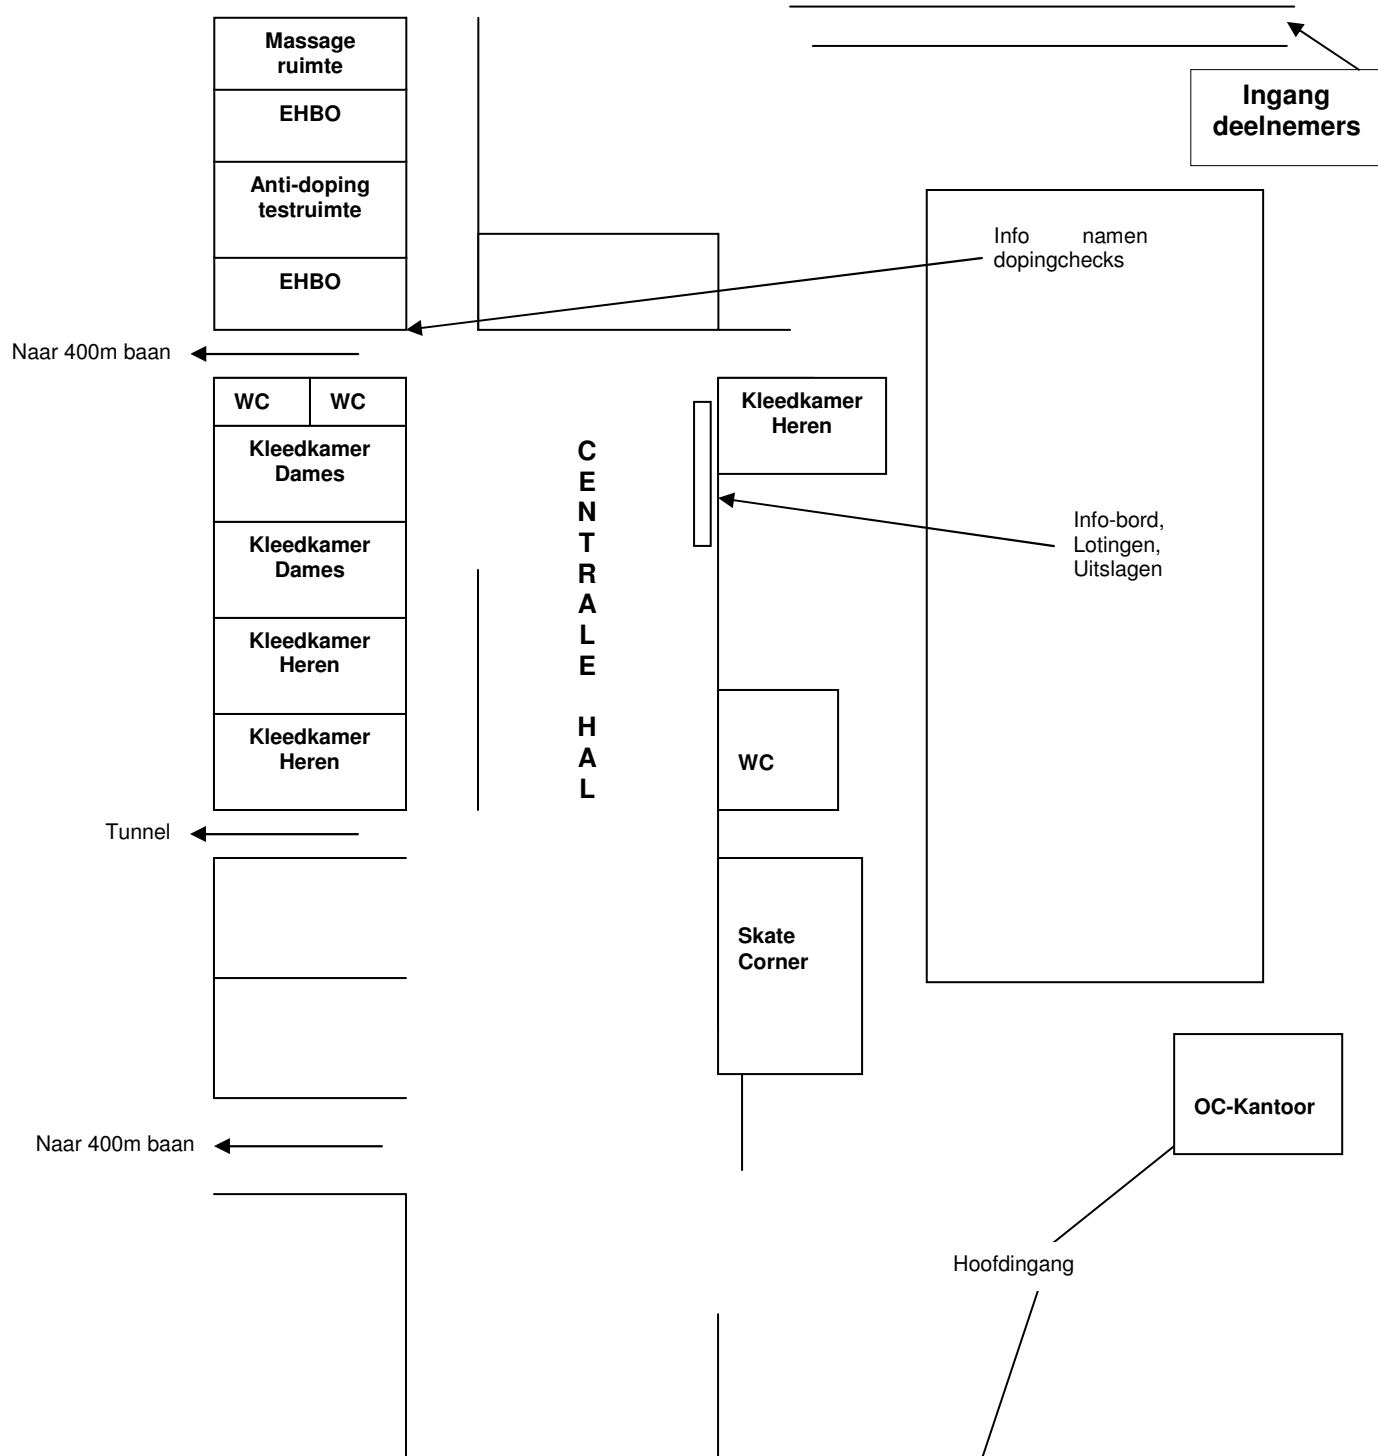 Massage
ruimte
EHBO
Anti-doping
testruimte
EHBO
Ingang
deelnemers
Info namen
dopingchecks
Naar 400m baan
WC WC
Kleedkamer
Dames
Kleedkamer
Dames
Kleedkamer
Heren
Kleedkamer
Heren
C
E
N
T
R
A
L
E
H
A
L
Kleedkamer
Heren
Info-bord,
Lotingen,
Uitslagen
WC
Tunnel
Skate
Corner
OC-Kantoor
Naar 400m baan
Hoofdingang